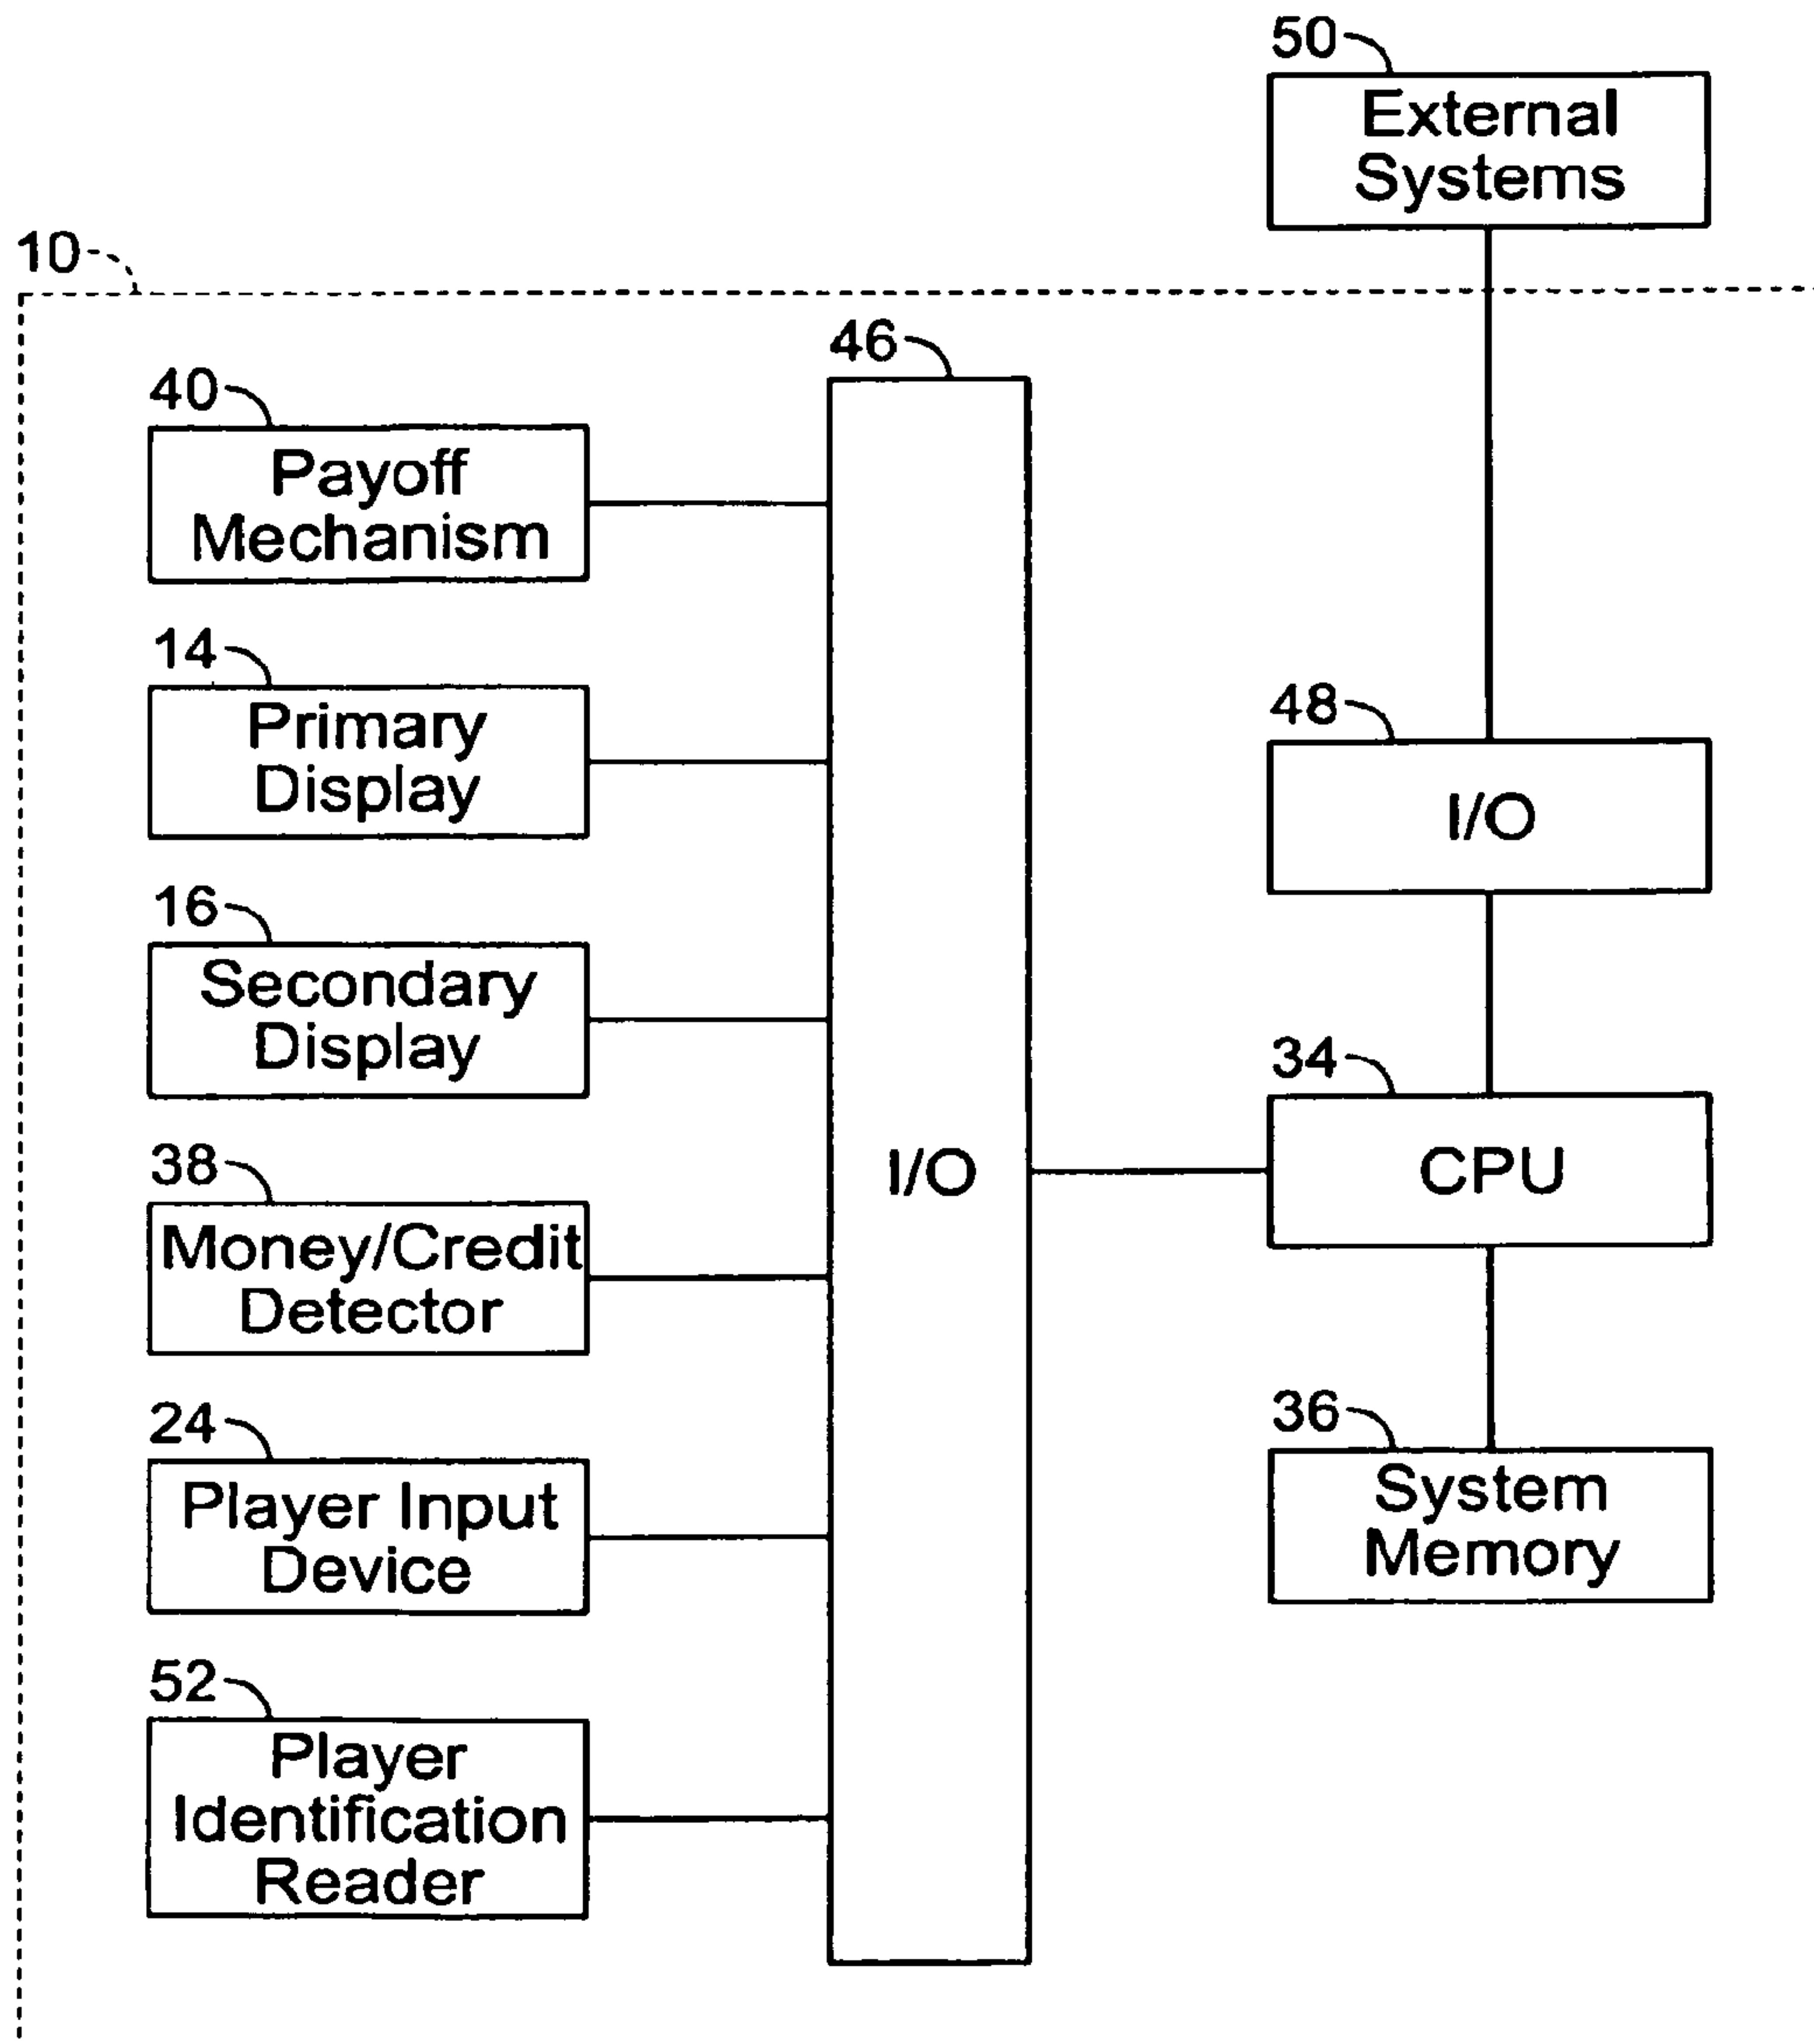 50
External
Systems
10
46
40
Payoff
Mechanism
14
Primary
Display
48
I/O
16
Secondary
Display
34
CPU
38
Money/Credit
Detector
I/O
36
System
Memory
24
Player Input
Device
52
Player
Identification
Reader